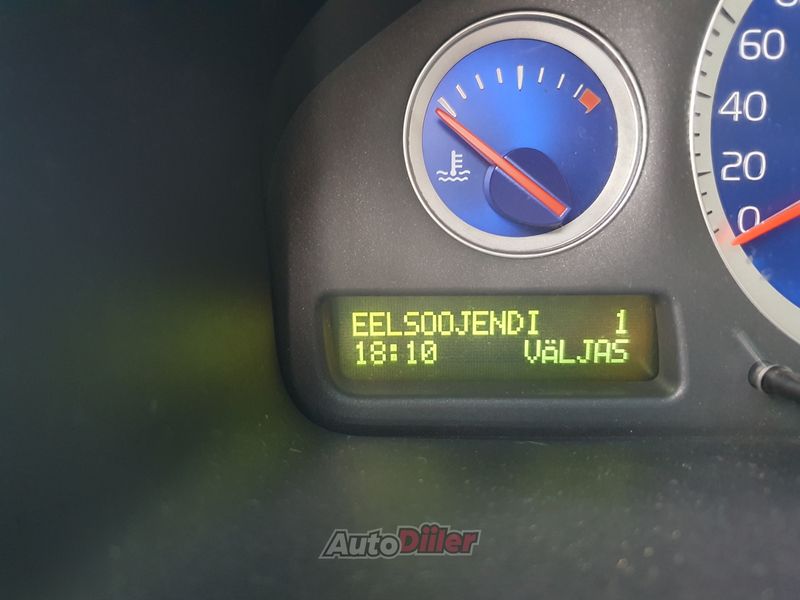 60
40
20
0
EELSOOJENDI 1
18:10 VÄLJAS
AutoDiiler